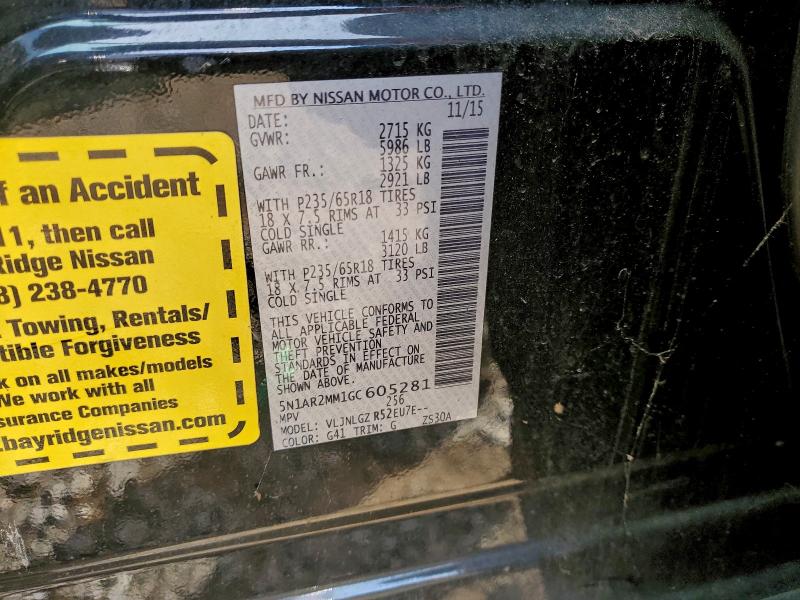 f an Accident
11, then call
Ridge Nissan
8) 238-4770
Towing, Rentals/
tible Forgiveness
k on all makes/models
We work with all
surance Companies
bayridgenissan.com
MFD BY NISSAN MOTOR CO., LTD.
DATE: 11/15
GVWR: 2715 KG
5986 LB
GAWR FR.: 1325 KG
2921 LB
WITH P235/65R18 TIRES
18 X 7.5 RIMS AT 33 PSI
COLD SINGLE
GAWR RR.: 1415 KG
3120 LB
WITH P235/65R18 TIRES
18 X 7.5 RIMS AT 33 PSI
COLD SINGLE
THIS VEHICLE CONFORMS TO
ALL APPLICABLE FEDERAL
MOTOR VEHICLE SAFETY AND
THEFT PREVENTION
STANDARDS IN EFFECT ON
THE DATE OF MANUFACTURE
SHOWN ABOVE.
5N1AR2MM1GC605281
MPV 256
MODEL: VLJNLGZ R52EU7E--
COLOR: G41 TRIM: G ZS30A